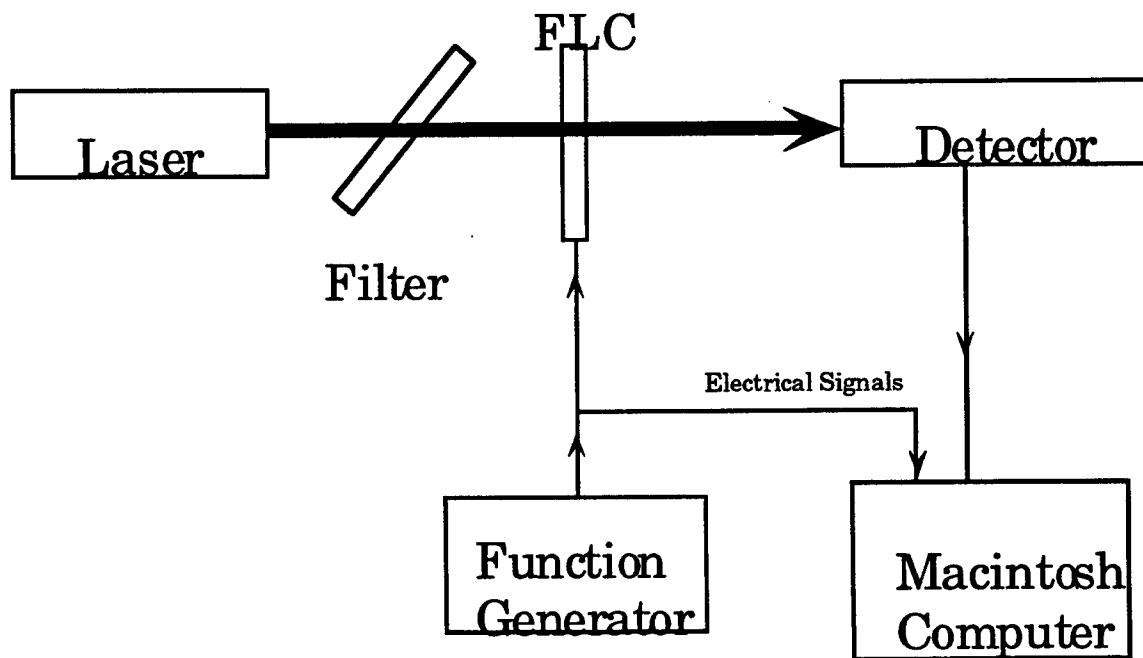 FLC
Laser
Detector
Filter
Electrical Signals
Function
Generator
Macintosh
Computer